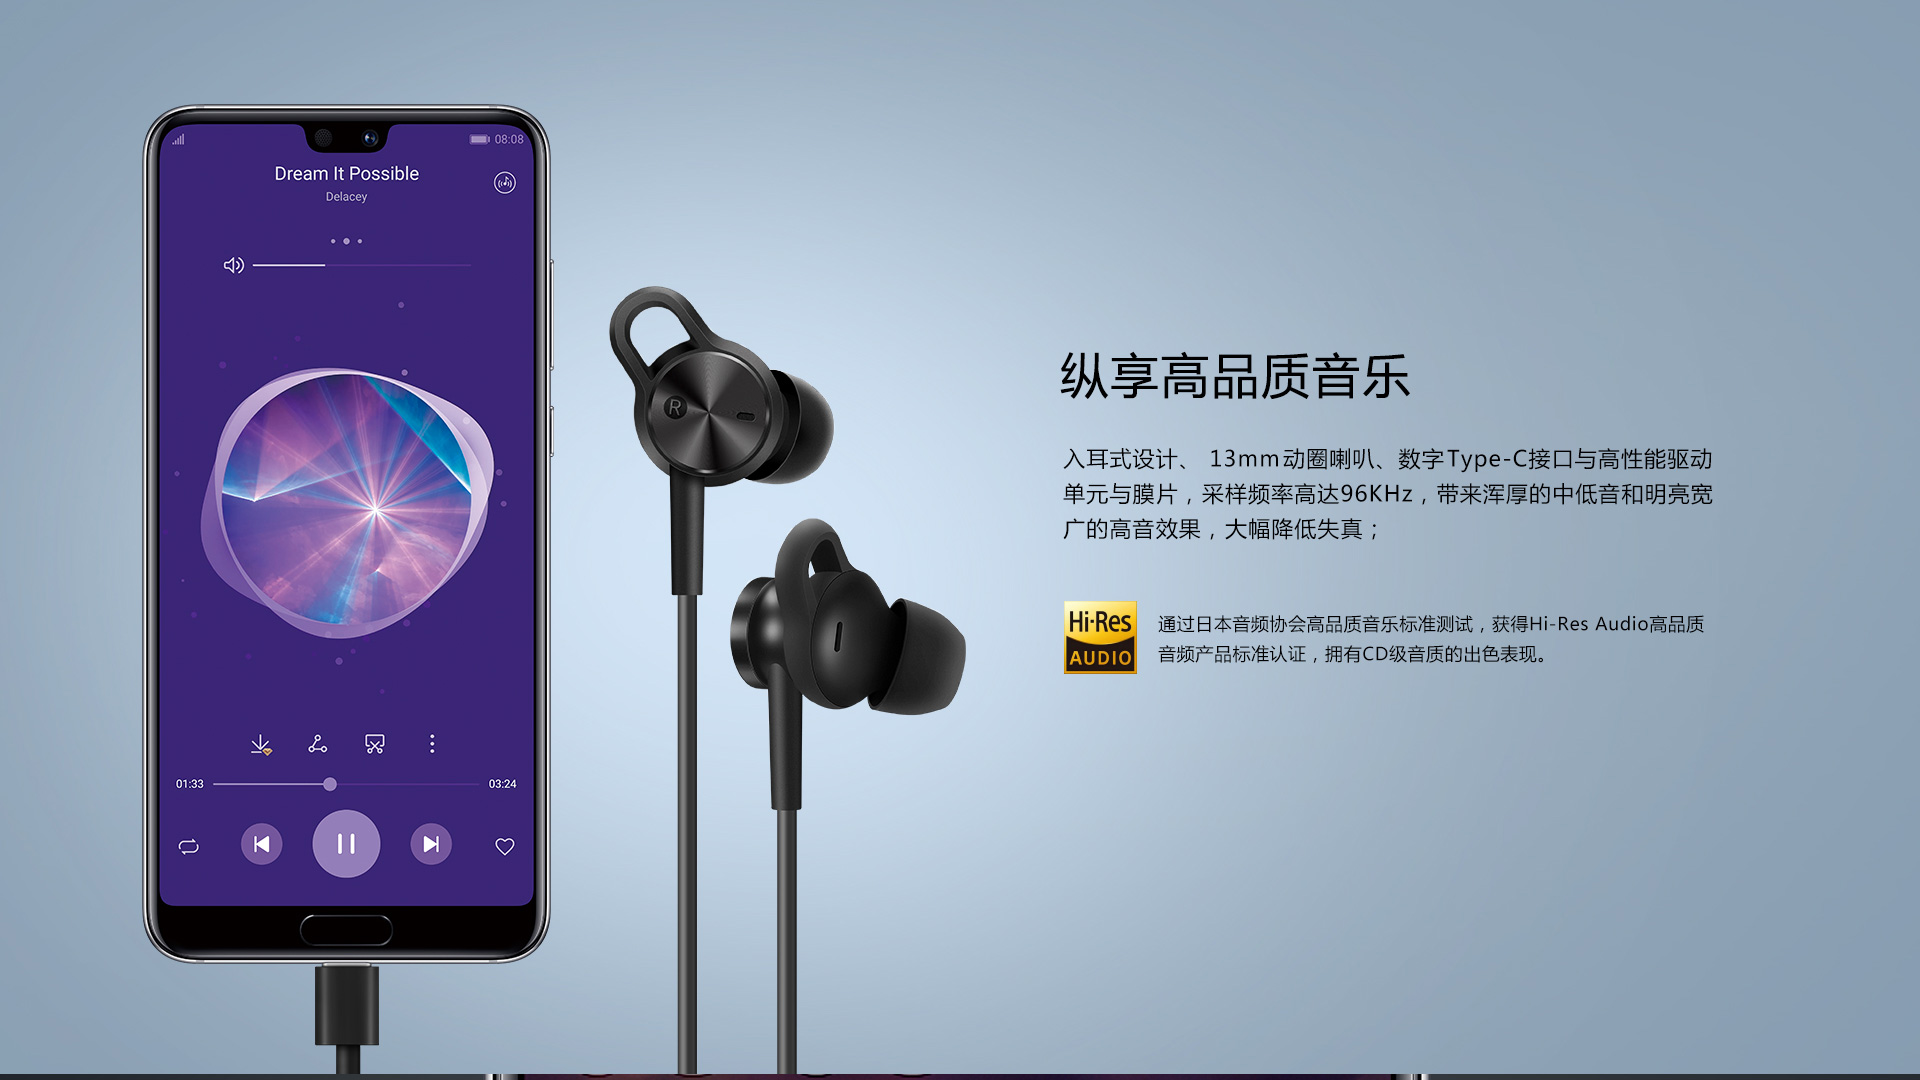 08:08
Dream It Possible
Delacey
01:33
03:24
R
纵享高品质音乐
入耳式设计、 13mm动圈喇叭、数字Type-C接口与高性能驱动
单元与膜片，采样频率高达96KHz，带来浑厚的中低音和明亮宽
广的高音效果，大幅降低失真；
Hi-Res
AUDIO
通过日本音频协会高品质音乐标准测试，获得Hi-Res Audio高品质
音频产品标准认证，拥有CD级音质的出色表现。